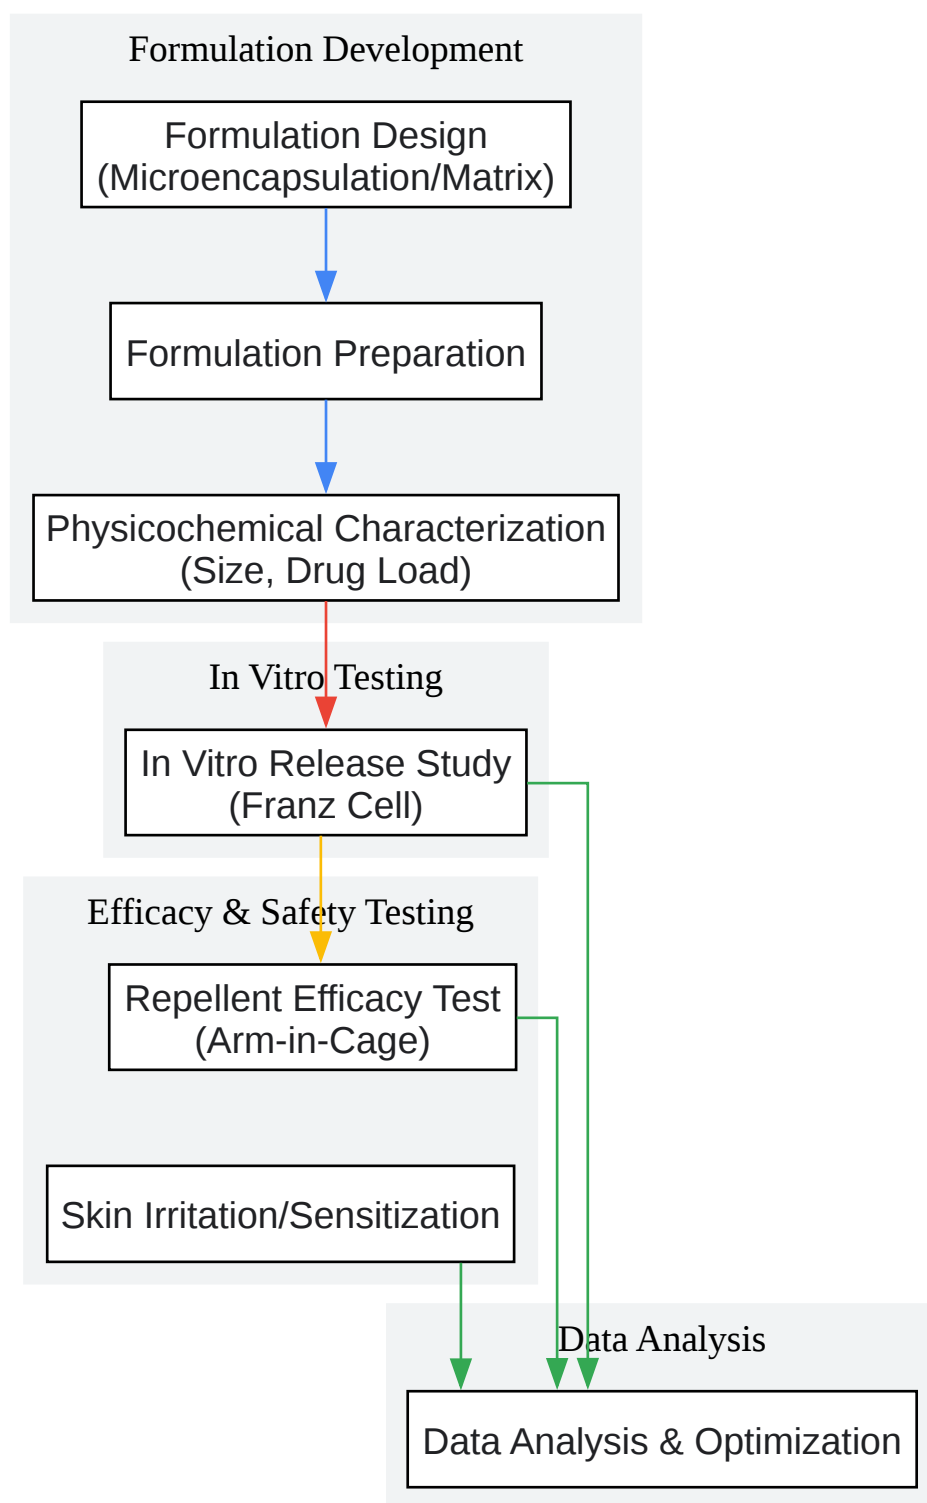 Formulation Development
Formulation Design
(Microencapsulation/Matrix)
Formulation Preparation
Physicochemical Characterization
(Size, Drug Load)
In Vitro Testing
In Vitro Release Study
(Franz Cell)
Efficacy & Safety Testing
Repellent Efficacy Test
(Arm-in-Cage)
Skin Irritation/Sensitization
Data Analysis
Data Analysis & Optimization